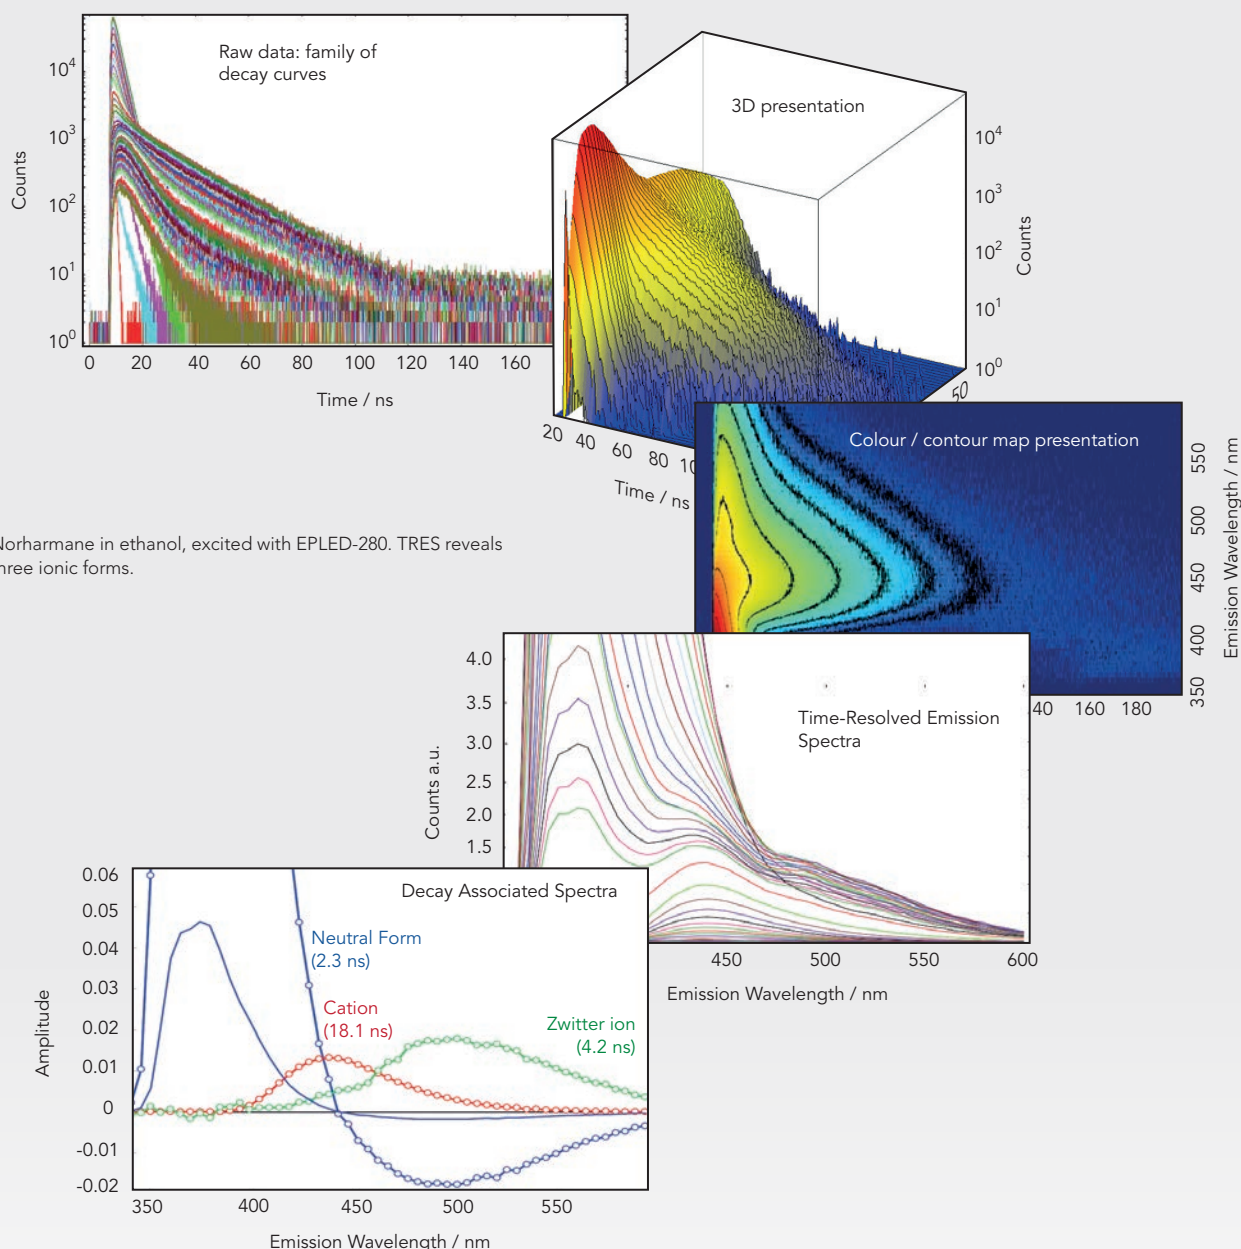 Raw data: family of
decay curves
10⁴
10³
10²
10¹
10⁰
Counts
0 20 40 60 80 100 120 140 160
Time / ns
3D presentation
10⁴
10³
10²
10¹
10⁰
Counts
50
20 40 60 80 10
Time / ns
Colour / contour map presentation
550
500
450
400
350
Emission Wavelength / nm
40 160 180
Norharmane in ethanol, excited with EPLED-280. TRES reveals
hree ionic forms.
Time-Resolved Emission
Spectra
4.0
3.5
3.0
2.5
2.0
1.5
Counts a.u.
450 500 550 600
Emission Wavelength / nm
Decay Associated Spectra
Neutral Form
(2.3 ns)
Cation
(18.1 ns)
Zwitter ion
(4.2 ns)
0.06
0.05
0.04
0.03
0.02
0.01
0
-0.01
-0.02
Amplitude
350 400 450 500 550
Emission Wavelength / nm